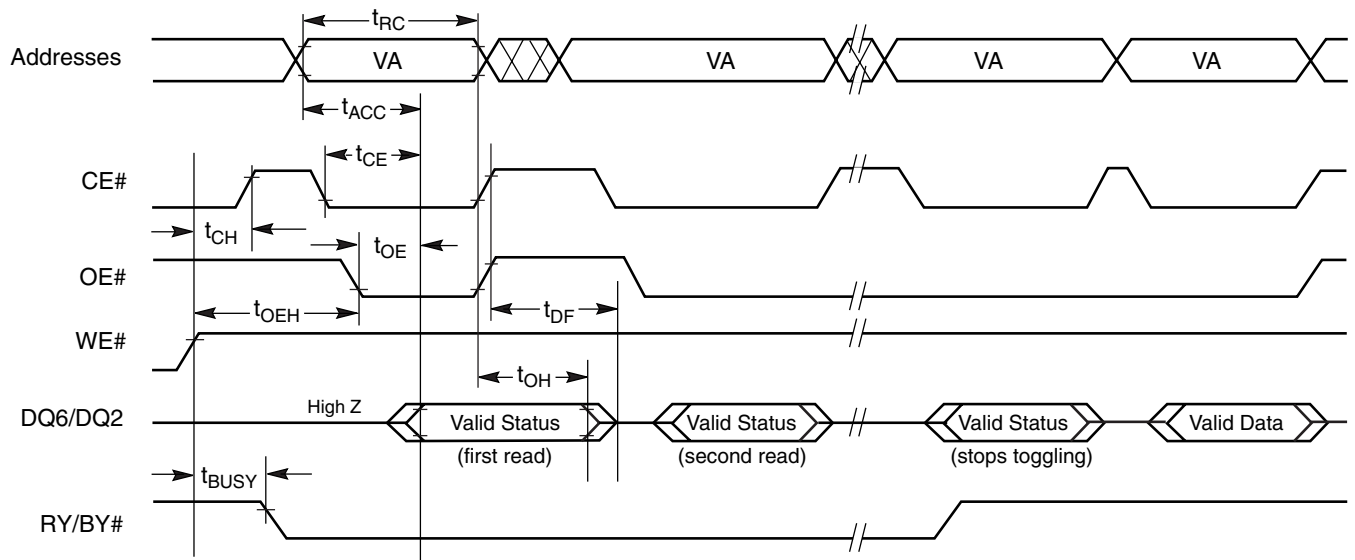 tRC
Addresses VA VA VA VA
tACC
tCE
CE#
tCH tOE
OE#
tOEH tDF
WE#
tOH
High Z
DQ6/DQ2 Valid Status Valid Status Valid Status Valid Data
(first read) (second read) (stops toggling)
tBUSY
RY/BY#